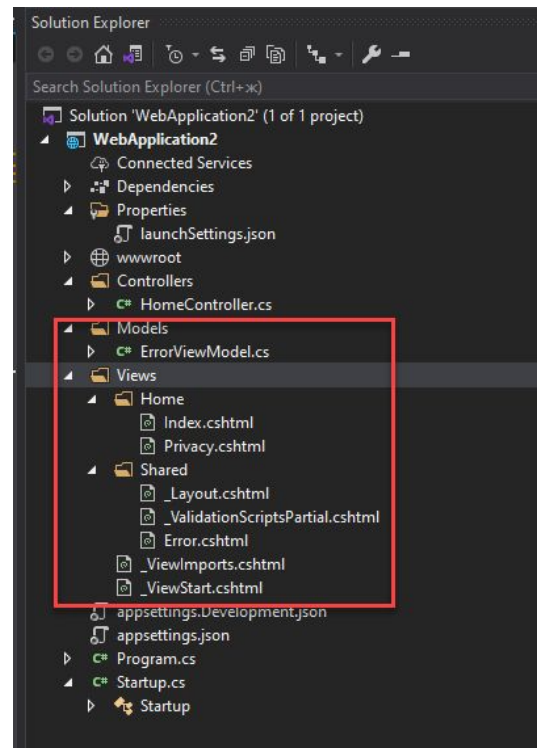 Solution Explorer
Search Solution Explorer (Ctrl+ж)
Solution 'WebApplication2' (1 of 1 project)
WebApplication2
Connected Services
Dependencies
Properties
launchSettings.json
wwwroot
Controllers
C# HomeController.cs
Models
C# ErrorViewModel.cs
Views
Home
Index.cshtml
Privacy.cshtml
Shared
_Layout.cshtml
_ValidationScriptsPartial.cshtml
Error.cshtml
_ViewImports.cshtml
_ViewStart.cshtml
appsettings.Development.json
appsettings.json
C# Program.cs
C# Startup.cs
Startup